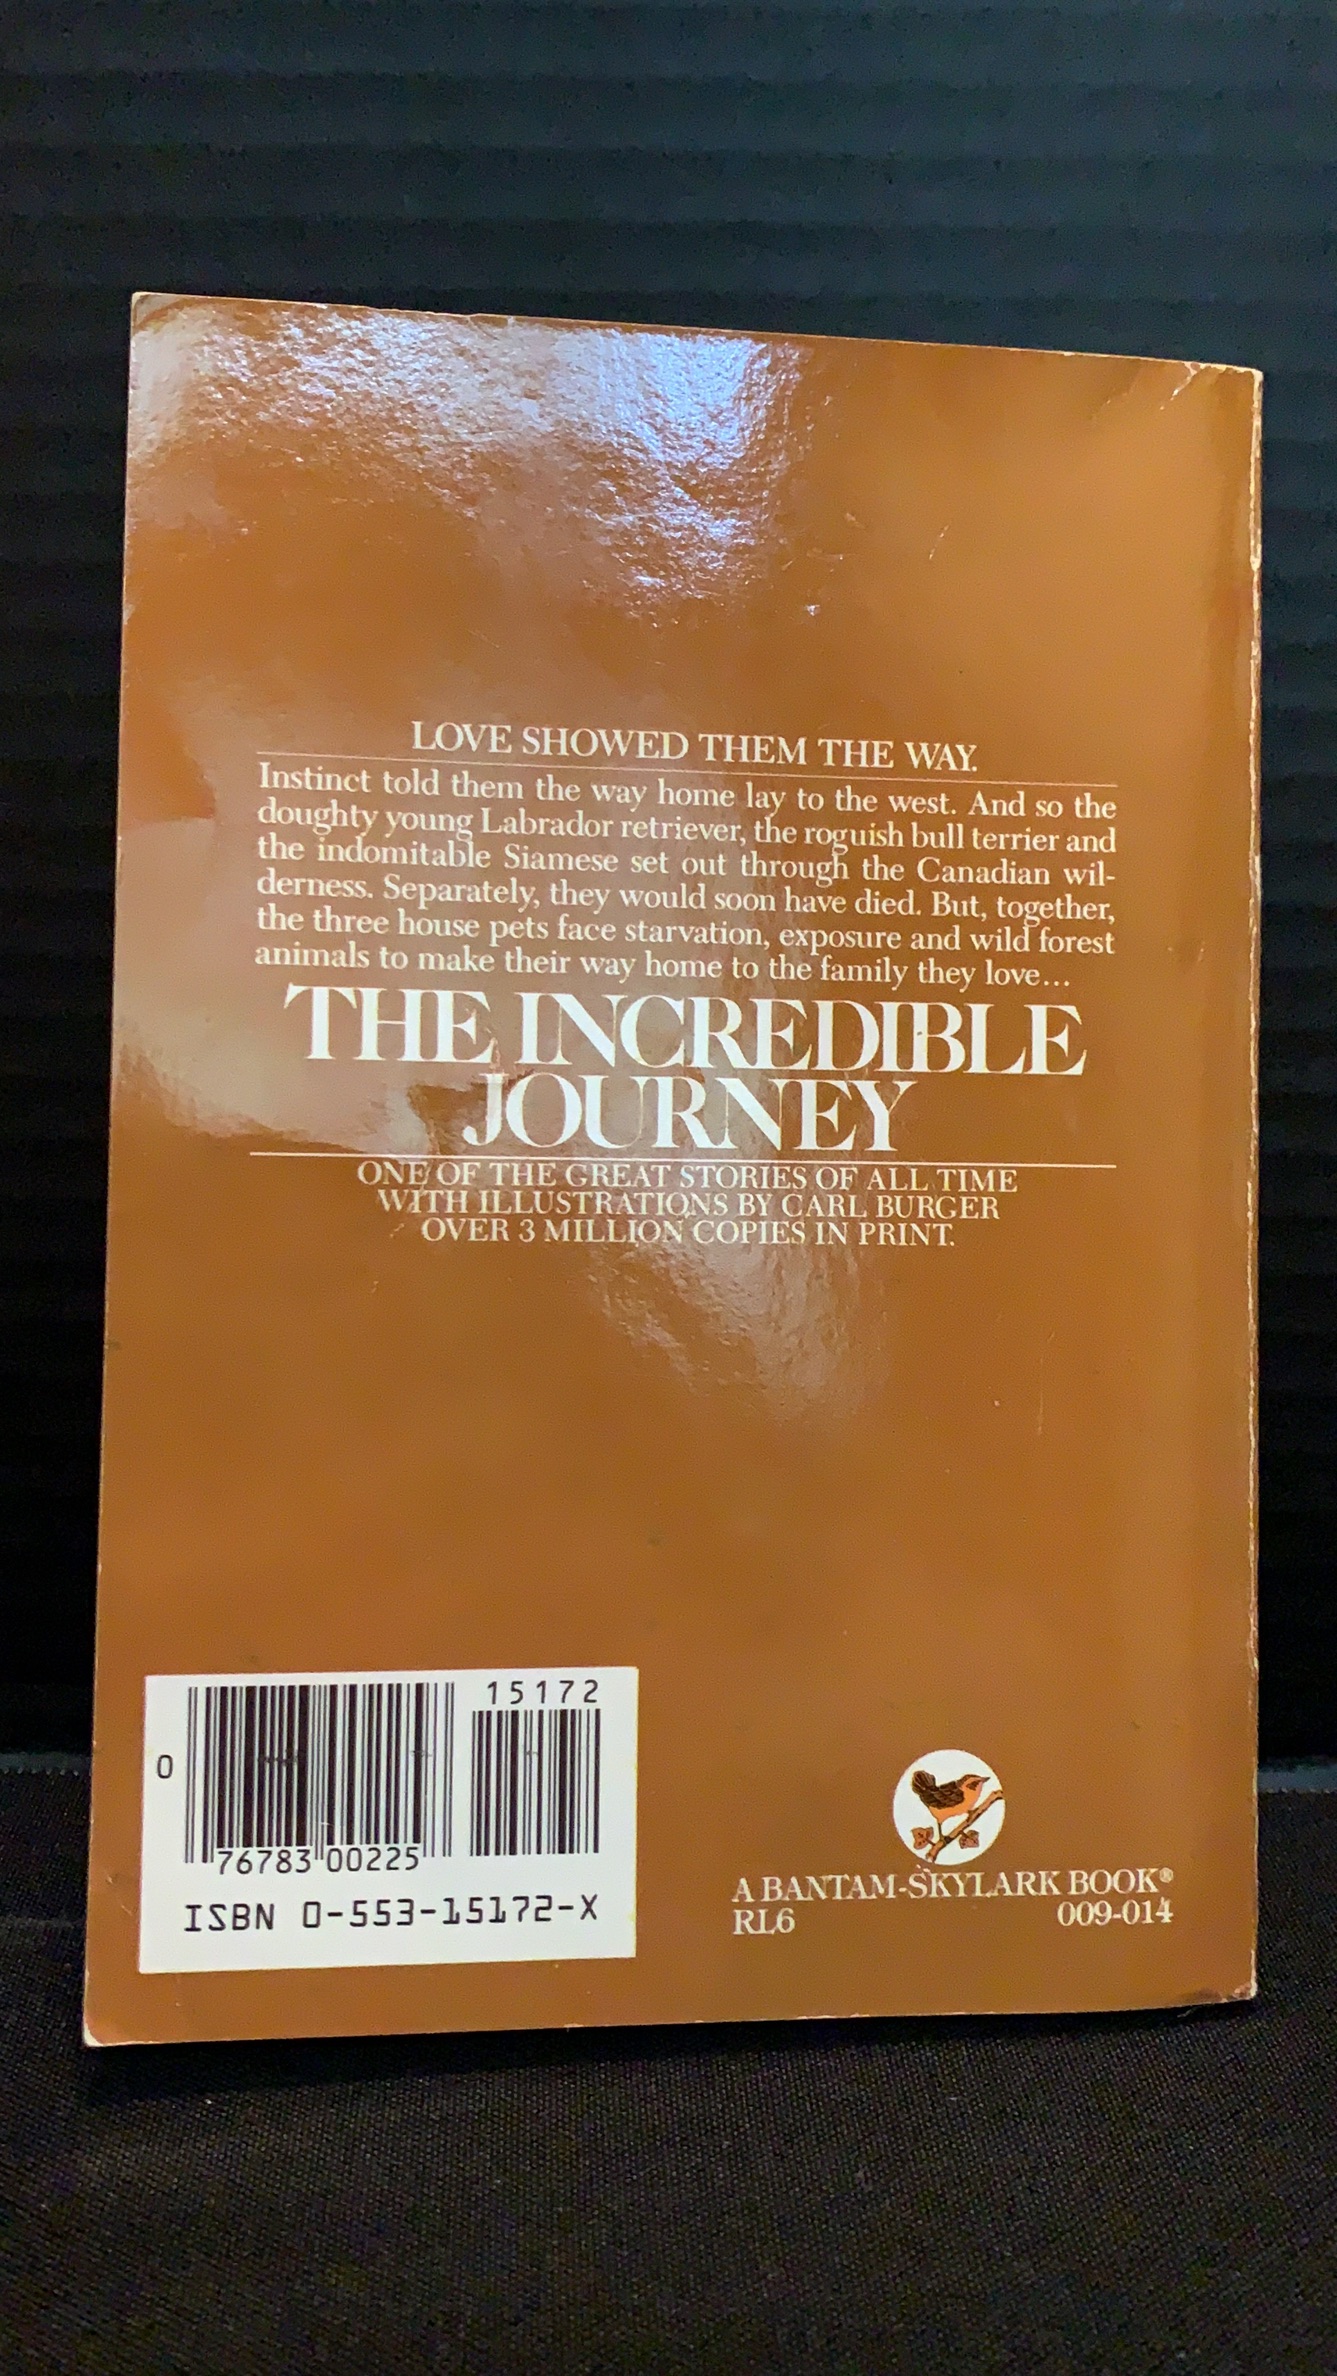 LOVE SHOWED THEM THE WAY.
Instinct told them the way home lay to the west. And so the
doughty young Labrador retriever, the roguish bull terrier and
the indomitable Siamese set out through the Canadian wil-
derness. Separately, they would soon have died. But, together,
the three house pets face starvation, exposure and wild forest
animals to make their way home to the family they love...
THE INCREDIBLE
JOURNEY
ONE OF THE GREAT STORIES OF ALL TIME
WITH ILLUSTRATIONS BY CARL BURGER
OVER 3 MILLION COPIES IN PRINT.
15172
0
76783 00225
ISBN 0-553-15172-X
A BANTAM-SKYLARK BOOK®
RL6 009-014